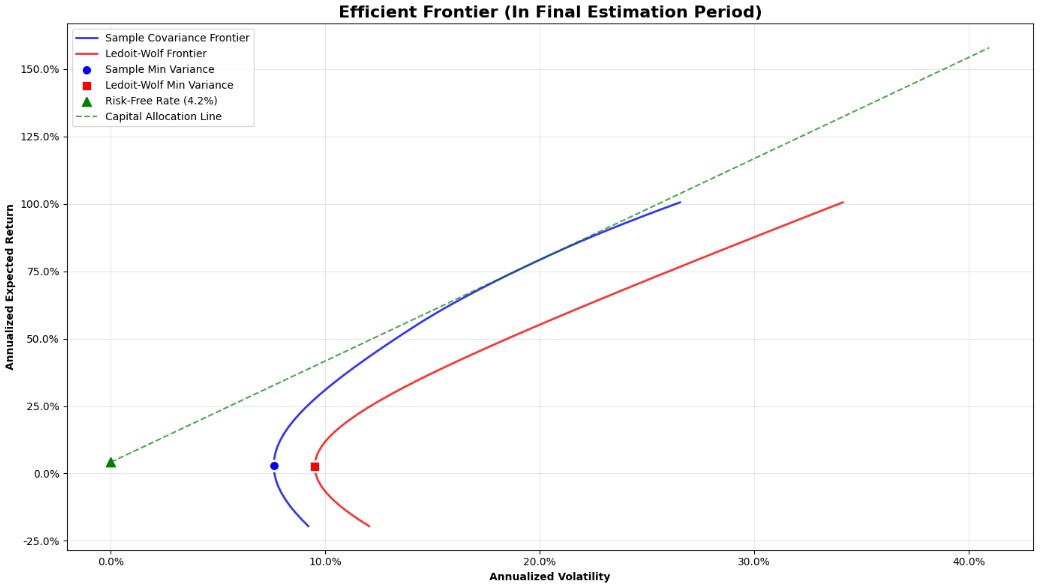 Efficient Frontier (In Final Estimation Period)
Sample Covariance Frontier
Ledoit-Wolf Frontier
Sample Min Variance
Ledoit-Wolf Min Variance
Risk-Free Rate (4.2%)
Capital Allocation Line
150.0%
125.0%
100.0%
75.0%
50.0%
25.0%
0.0%
-25.0%
Annualized Expected Return
0.0%
10.0%
20.0%
30.0%
40.0%
Annualized Volatility